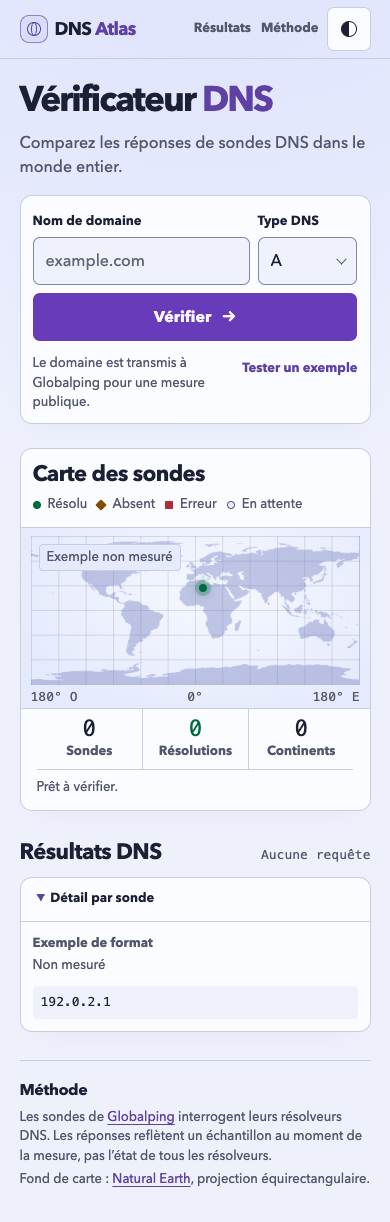 DNS Atlas
Résultats Méthode
Vérificateur DNS
Comparez les réponses de sondes DNS dans le
monde entier.
Nom de domaine Type DNS
example.com A
Vérifier →
Le domaine est transmis à
Globalping pour une mesure
publique.
Tester un exemple
Carte des sondes
Résolu Absent Erreur En attente
Exemple non mesuré
180° O 0° 180° E
0 0 0
Sondes Résolutions Continents
Prêt à vérifier.
Résultats DNS Aucune requête
Détail par sonde
Exemple de format
Non mesuré
192.0.2.1
Méthode
Les sondes de Globalping interrogent leurs résolveurs
DNS. Les réponses reflètent un échantillon au moment de
la mesure, pas l’état de tous les résolveurs.
Fond de carte : Natural Earth, projection équirectangulaire.